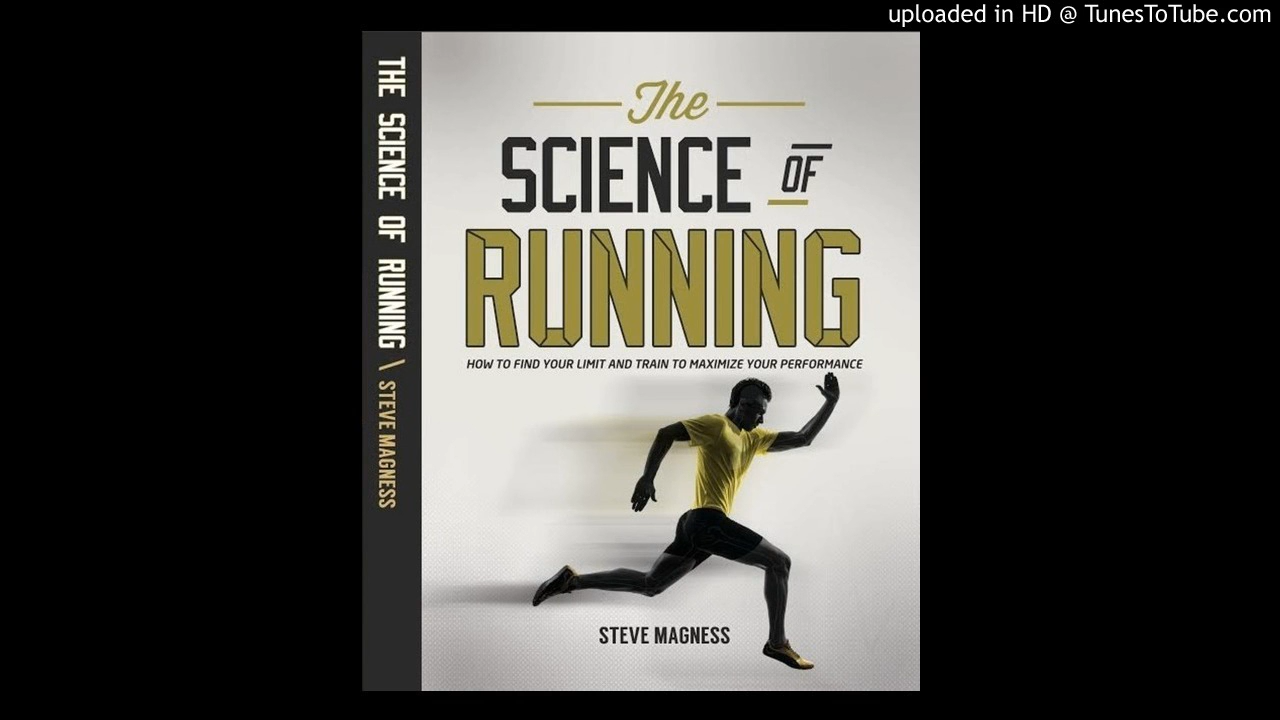 uploaded in HD @ TunesToTube.com
THE SCIENCE OF RUNNING \ STEVE MAGNESS
The
SCIENCE OF
RUNNING
HOW TO FIND YOUR LIMIT AND TRAIN TO MAXIMIZE YOUR PERFORMANCE
STEVE MAGNESS